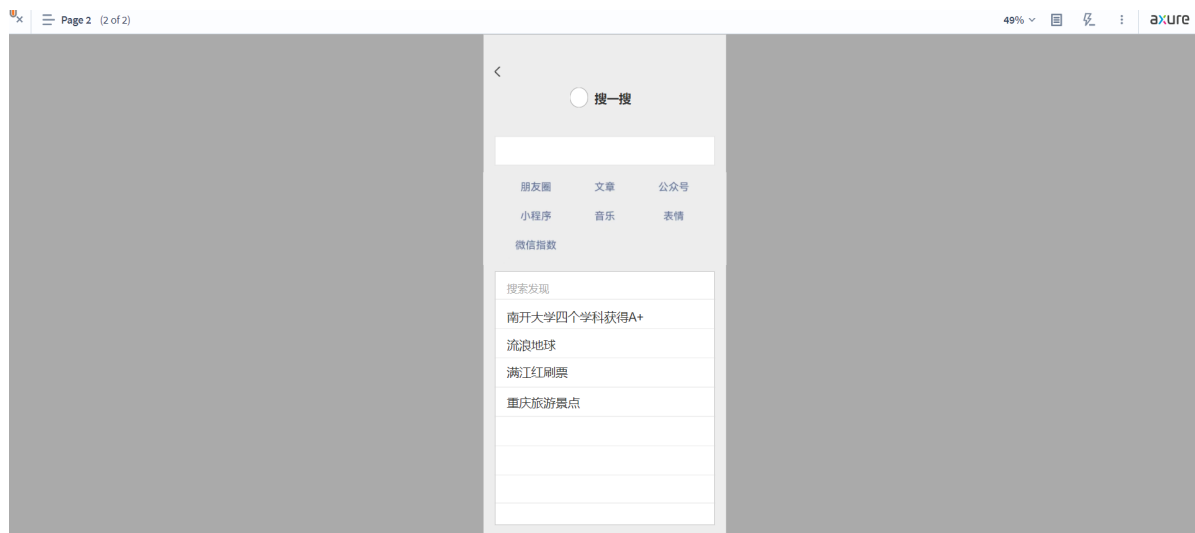 Page 2 (2 of 2) 49% axure
搜一搜
朋友圈 文章 公众号
小程序 音乐 表情
微信指数
搜索发现
南开大学四个学科获得A+
流浪地球
满江红刷票
重庆旅游景点